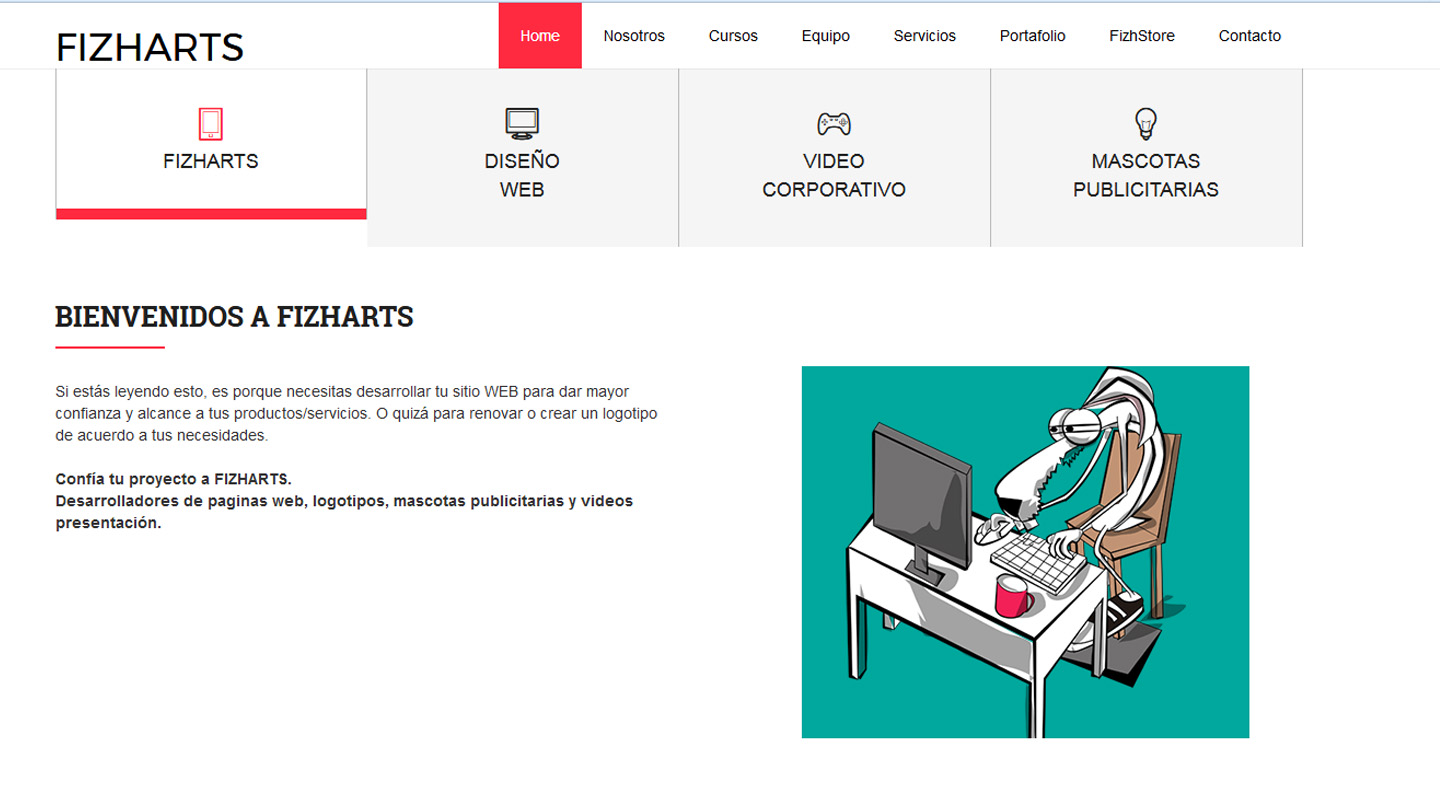 FIZHARTS
Home Nosotros Cursos Equipo Servicios Portafolio FizhStore Contacto
FIZHARTS
DISEÑO
WEB
VIDEO
CORPORATIVO
MASCOTAS
PUBLICITARIAS
BIENVENIDOS A FIZHARTS
Si estás leyendo esto, es porque necesitas desarrollar tu sitio WEB para dar mayor
confianza y alcance a tus productos/servicios. O quizá para renovar o crear un logotipo
de acuerdo a tus necesidades.
Confía tu proyecto a FIZHARTS.
Desarrolladores de paginas web, logotipos, mascotas publicitarias y videos
presentación.